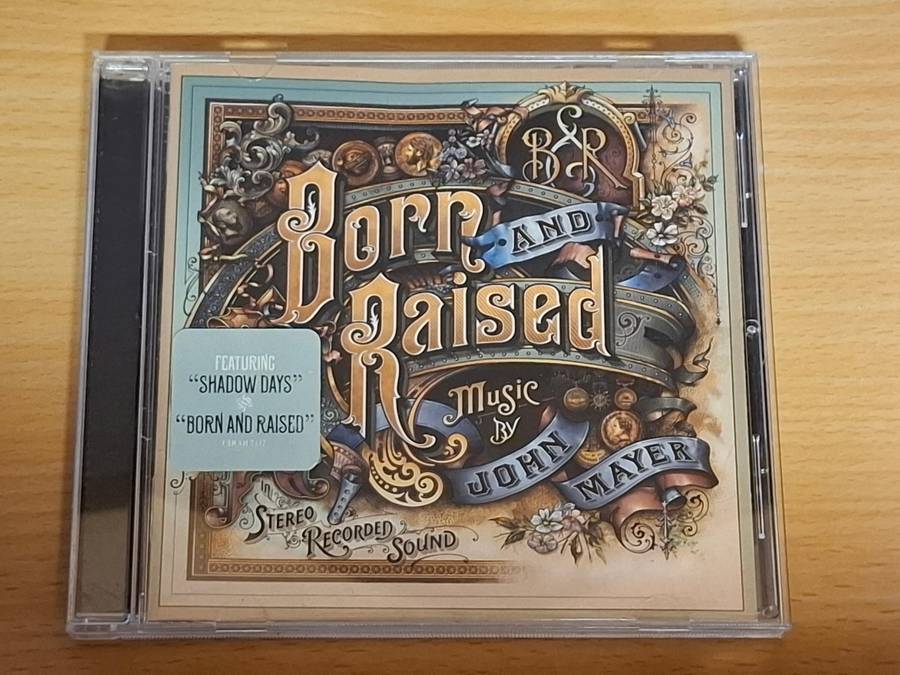 B&R
Born AND
Raised
Music
BY
JOHN MAYER
FEATURING
“SHADOW DAYS”
&
“BORN AND RAISED”
IN
STEREO
RECORDED
SOUND